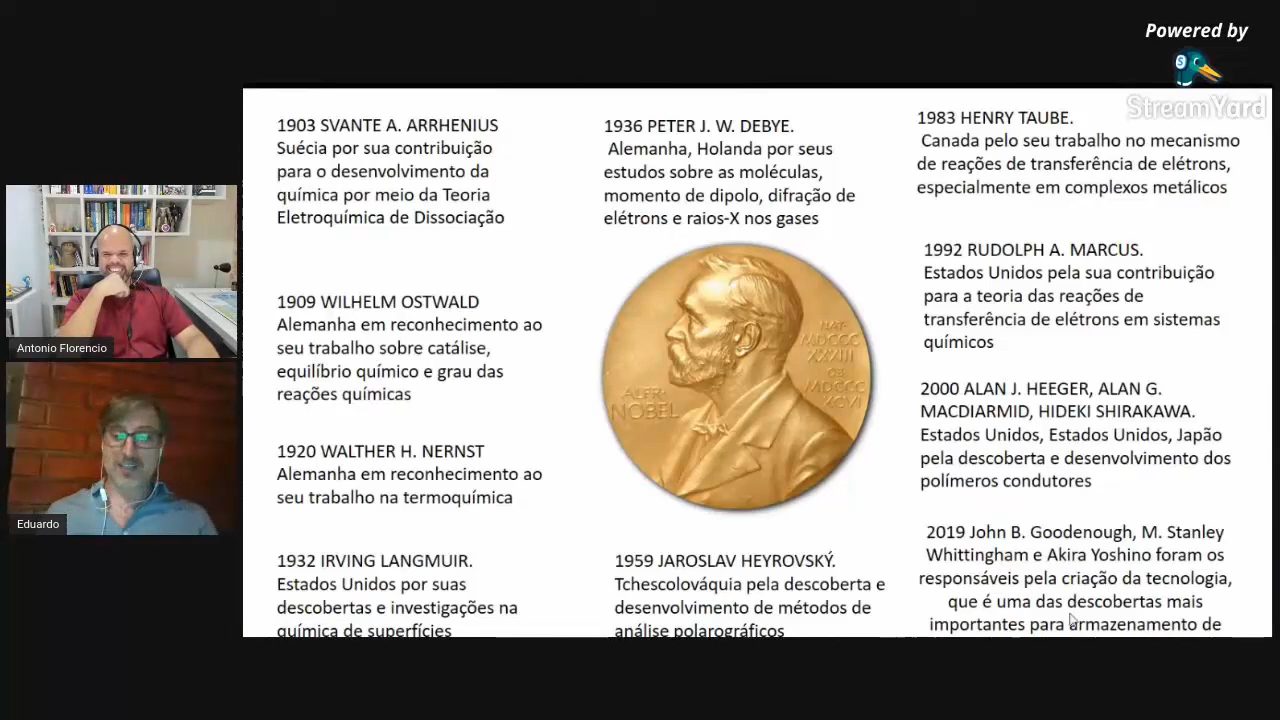 Powered by
StreamYard
1903 SVANTE A. ARRHENIUS
Suécia por sua contribuição
para o desenvolvimento da
química por meio da Teoria
Eletroquímica de Dissociação
1909 WILHELM OSTWALD
Alemanha em reconhecimento ao
seu trabalho sobre catálise,
equilíbrio químico e grau das
reações químicas
1920 WALTHER H. NERNST
Alemanha em reconhecimento ao
seu trabalho na termoquímica
1932 IRVING LANGMUIR.
Estados Unidos por suas
descobertas e investigações na
química de superfícies
1936 PETER J. W. DEBYE.
Alemanha, Holanda por seus
estudos sobre as moléculas,
momento de dipolo, difração de
elétrons e raios-X nos gases
ALFR·
NOBEL
NAT·
MDCCC
XXXIII
OB·
MDCCC
XCVI
1959 JAROSLAV HEYROVSKÝ.
Tchescolováquia pela descoberta e
desenvolvimento de métodos de
análise polarográficos
1983 HENRY TAUBE.
Canada pelo seu trabalho no mecanismo
de reações de transferência de elétrons,
especialmente em complexos metálicos
1992 RUDOLPH A. MARCUS.
Estados Unidos pela sua contribuição
para a teoria das reações de
transferência de elétrons em sistemas
químicos
2000 ALAN J. HEEGER, ALAN G.
MACDIARMID, HIDEKI SHIRAKAWA.
Estados Unidos, Estados Unidos, Japão
pela descoberta e desenvolvimento dos
polímeros condutores
2019 John B. Goodenough, M. Stanley
Whittingham e Akira Yoshino foram os
responsáveis pela criação da tecnologia,
que é uma das descobertas mais
importantes para armazenamento de
Antonio Florencio
Eduardo